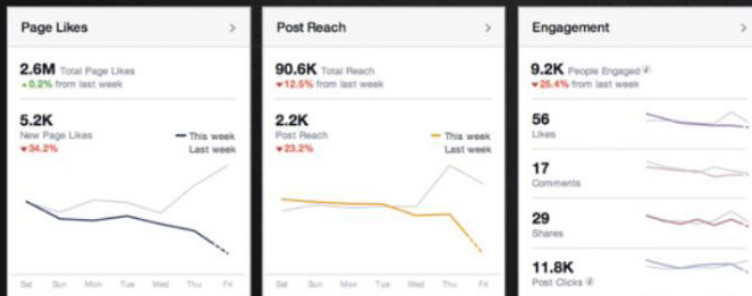 Page Likes
2.6M Total Page Likes
▲0.2% from last week
5.2K
New Page Likes
▼34.2%
This week
Last week
Sat Sun Mon Tue Wed Thu Fri
Post Reach
90.6K Total Reach
▼12.5% from last week
2.2K
Post Reach
▼23.2%
This week
Last week
Sat Sun Mon Tue Wed Thu Fri
Engagement
9.2K People Engaged
▼25.4% from last week
56
Likes
17
Comments
29
Shares
11.8K
Post Clicks